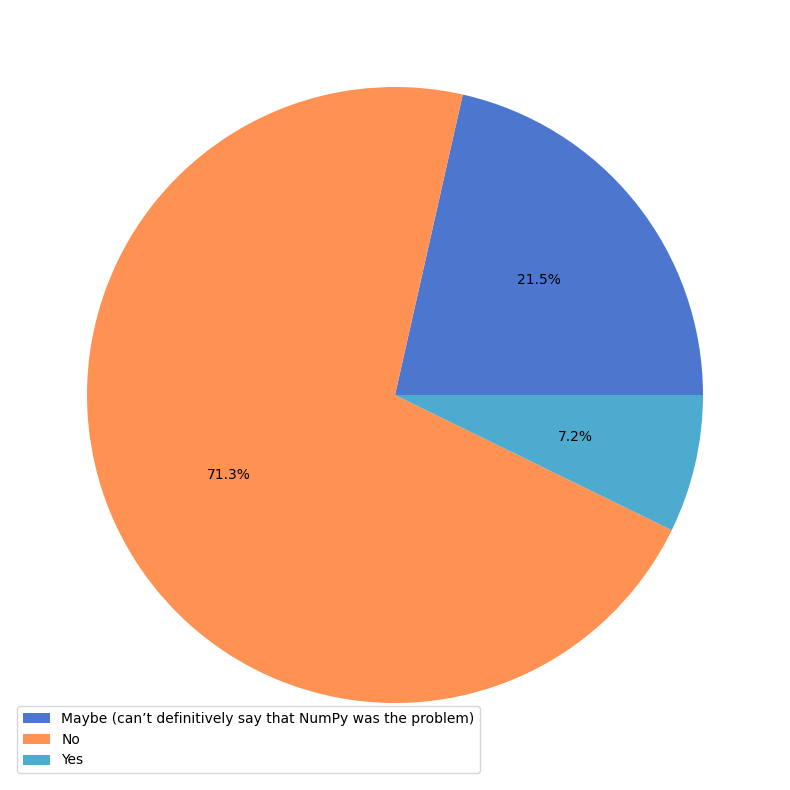 21.5%
7.2%
71.3%
Maybe (can’t definitively say that NumPy was the problem)
No
Yes